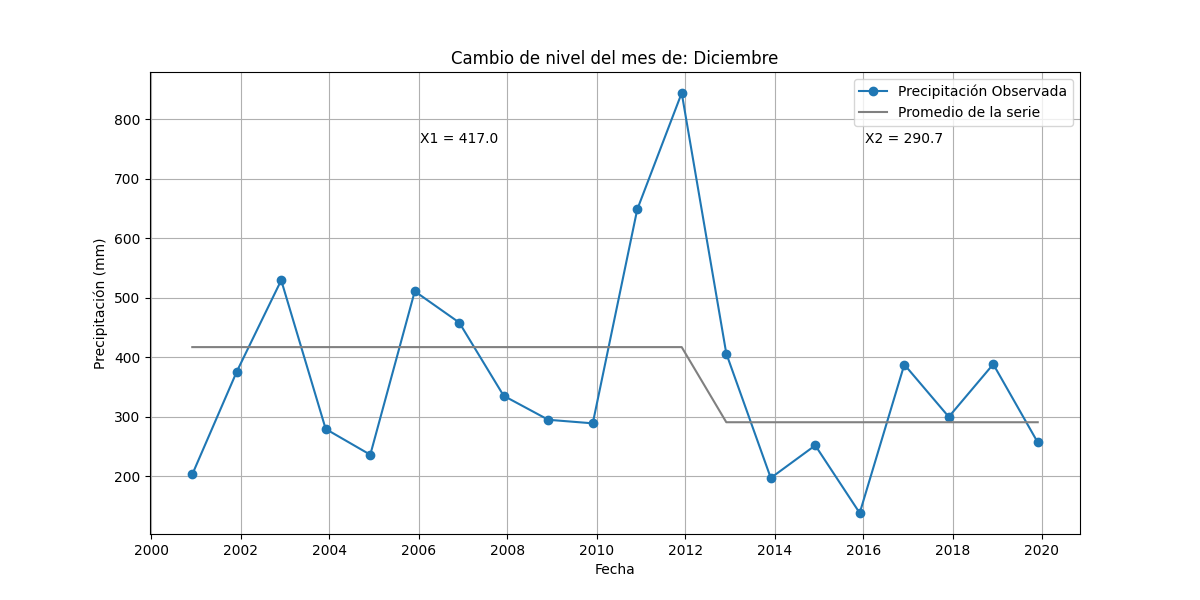 Cambio de nivel del mes de: Diciembre
Precipitación Observada
Promedio de la serie
X1 = 417.0
X2 = 290.7
Precipitación (mm)
800
700
600
500
400
300
200
2000 2002 2004 2006 2008 2010 2012 2014 2016 2018 2020
Fecha